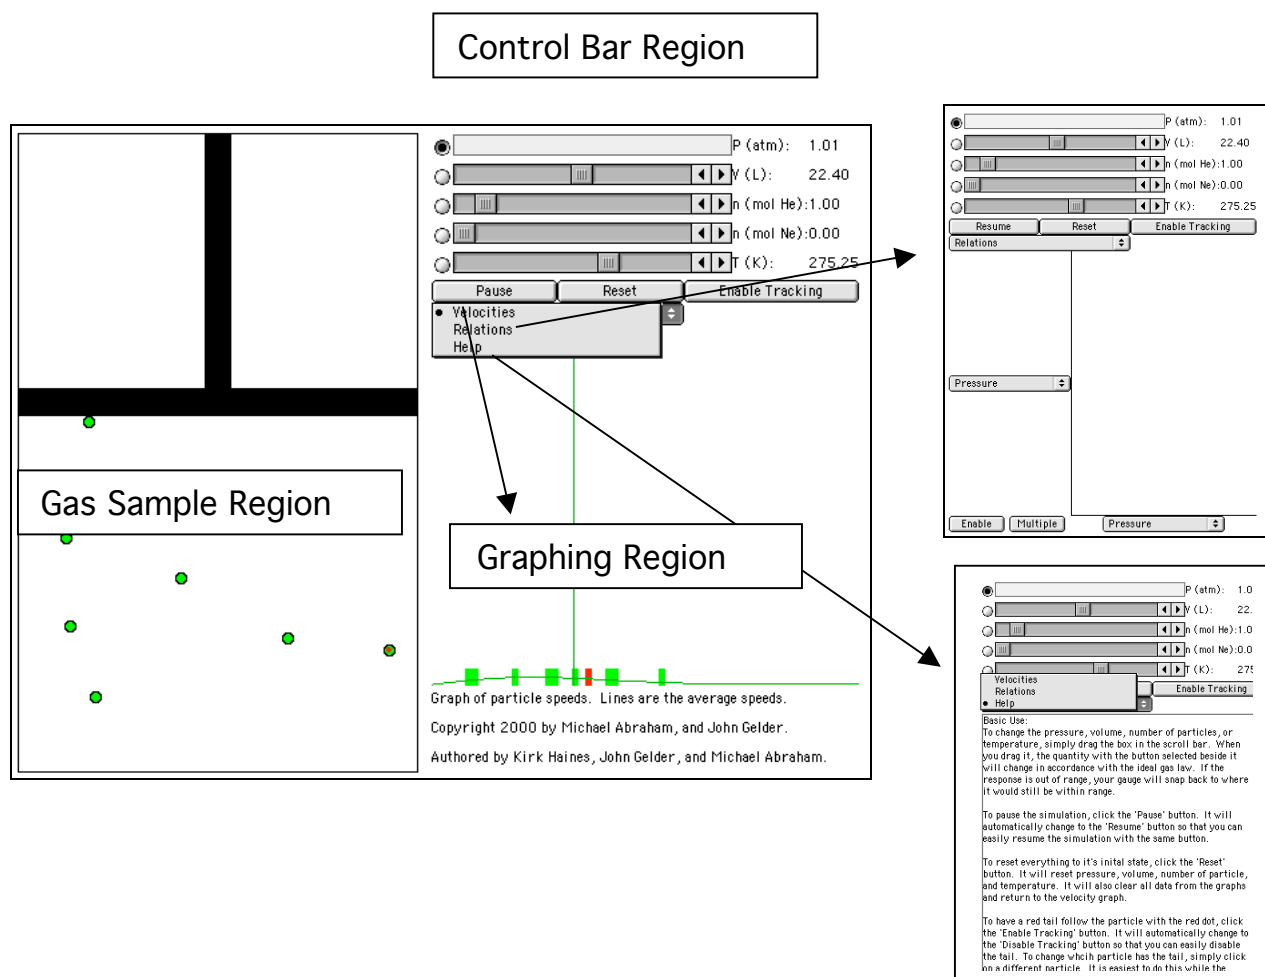 Control Bar Region
P (atm): 1.01
V (L): 22.40
n (mol He):1.00
n (mol Ne):0.00
T (K): 275.25
Pause Reset Enable Tracking
Velocities
Relations
Help
Gas Sample Region
Graphing Region
Graph of particle speeds. Lines are the average speeds.
Copyright 2000 by Michael Abraham, and John Gelder.
Authored by Kirk Haines, John Gelder, and Michael Abraham.
P (atm): 1.01
V (L): 22.40
n (mol He):1.00
n (mol Ne):0.00
T (K): 275.25
Resume Reset Enable Tracking
Relations
Pressure
Enable Multiple Pressure
P (atm): 1.0
V (L): 22.
n (mol He):1.0
n (mol Ne):0.0
T (K): 275
Velocities
Relations
Help
Enable Tracking
Basic Use:
To change the pressure, volume, number of particles, or
temperature, simply drag the box in the scroll bar. When
you drag it, the quantity with the button selected beside it
will change in accordance with the ideal gas law. If the
response is out of range, your gauge will snap back to where
it would still be within range.
To pause the simulation, click the 'Pause' button. It will
automatically change to the 'Resume' button so that you can
easily resume the simulation with the same button.
To reset everything to it's inital state, click the 'Reset'
button. It will reset pressure, volume, number of particle,
and temperature. It will also clear all data from the graphs
and return to the velocity graph.
To have a red tail follow the particle with the red dot, click
the 'Enable Tracking' button. It will automatically change to
the 'Disable Tracking' button so that you can easily disable
the tail. To change whcih particle has the tail, simply click
on a different particle. It is easiest to do this while the